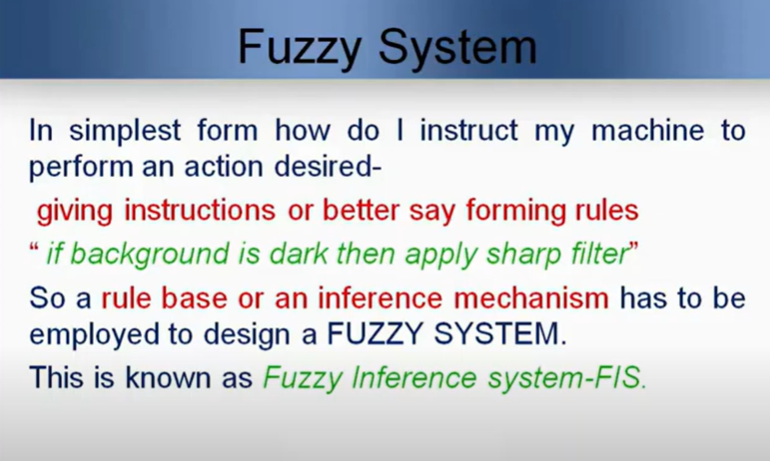 Fuzzy System
In simplest form how do I instruct my machine to
perform an action desired-
giving instructions or better say forming rules
“ if background is dark then apply sharp filter”
So a rule base or an inference mechanism has to be
employed to design a FUZZY SYSTEM.
This is known as Fuzzy Inference system-FIS.